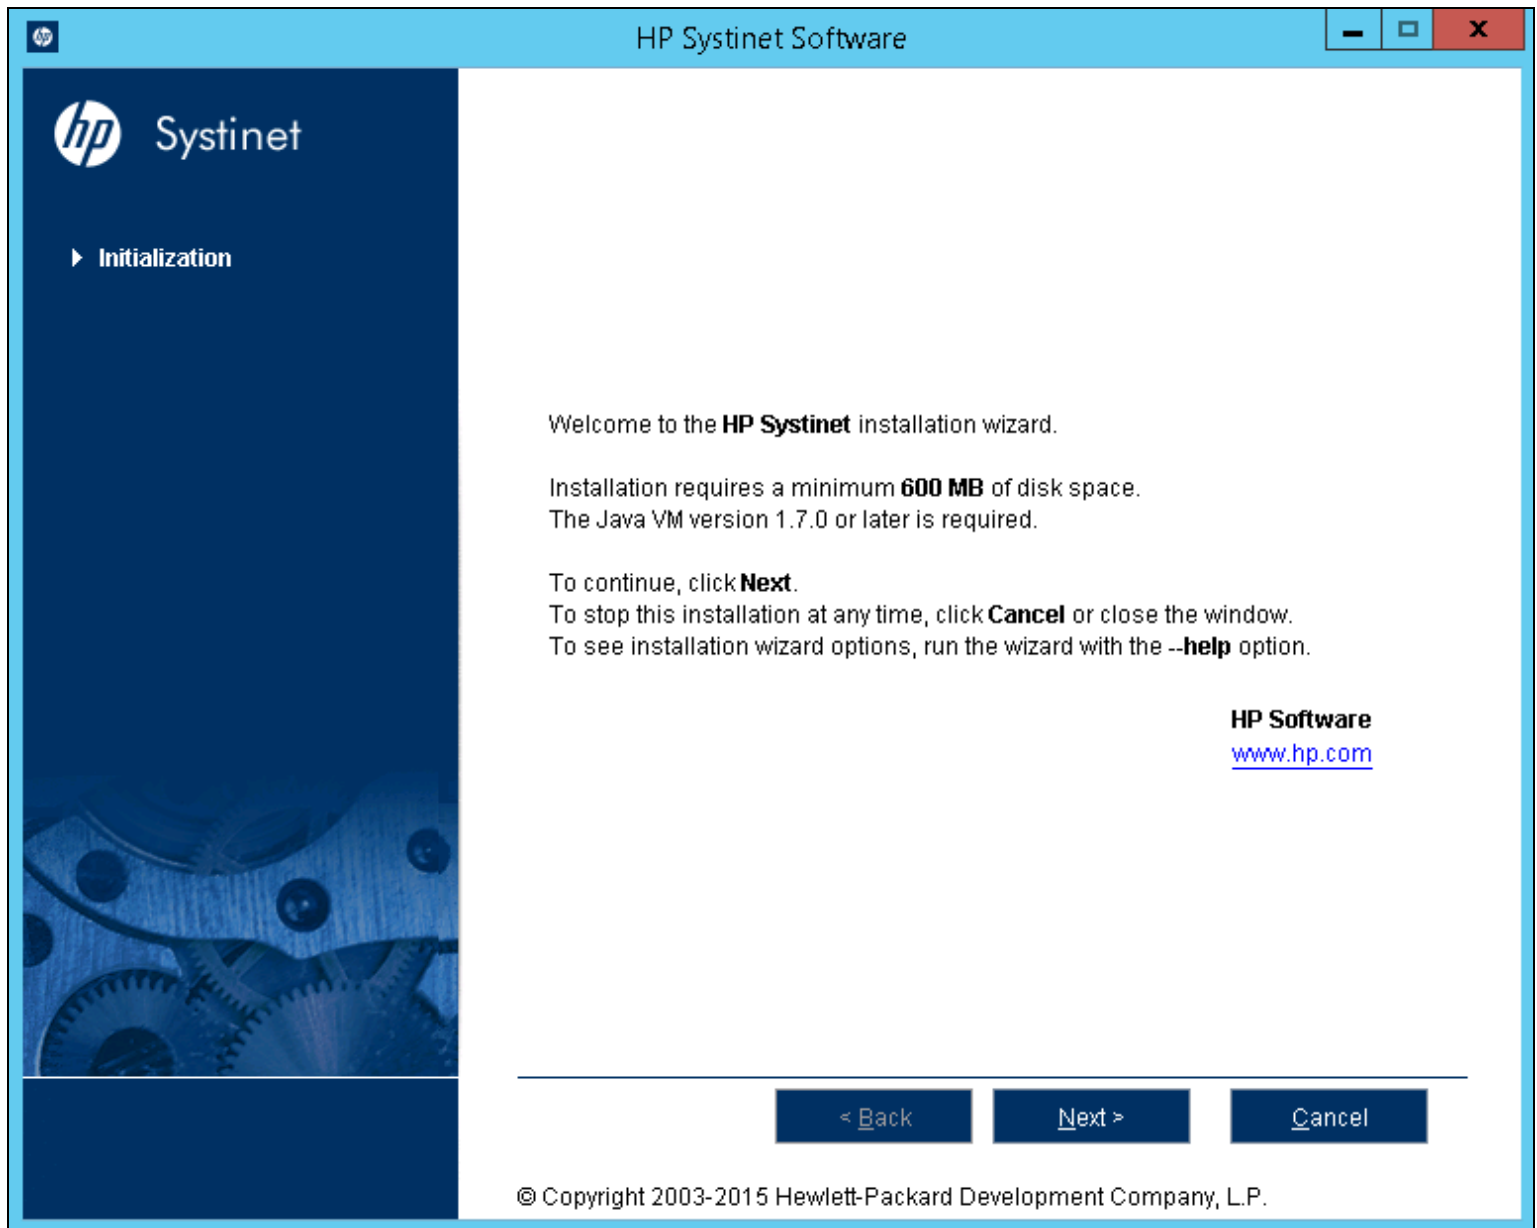 hp
HP Systinet Software
hp Systinet
Initialization
Welcome to the HP Systinet installation wizard.
Installation requires a minimum 600 MB of disk space.
The Java VM version 1.7.0 or later is required.
To continue, click Next.
To stop this installation at any time, click Cancel or close the window.
To see installation wizard options, run the wizard with the --help option.
HP Software
www.hp.com
< Back Next > Cancel
© Copyright 2003-2015 Hewlett-Packard Development Company, L.P.